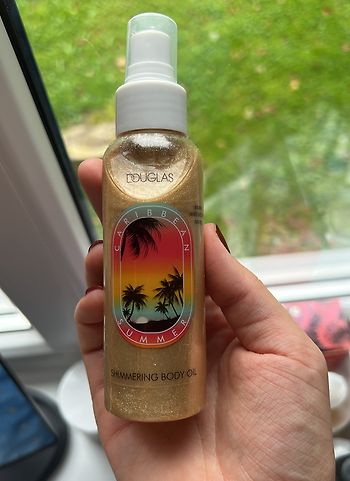 DOUGLAS
CARIBBEAN
SUMMER
SHIMMERING BODY OIL